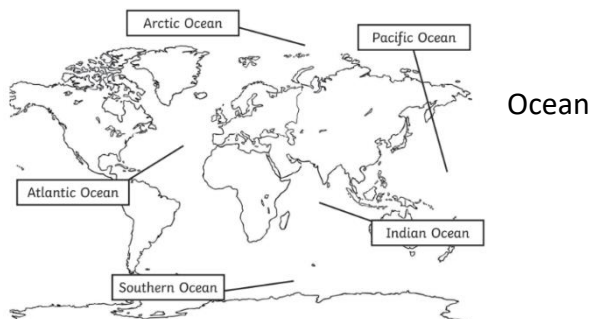 Arctic Ocean
Pacific Ocean
Ocean
Atlantic Ocean
Indian Ocean
Southern Ocean